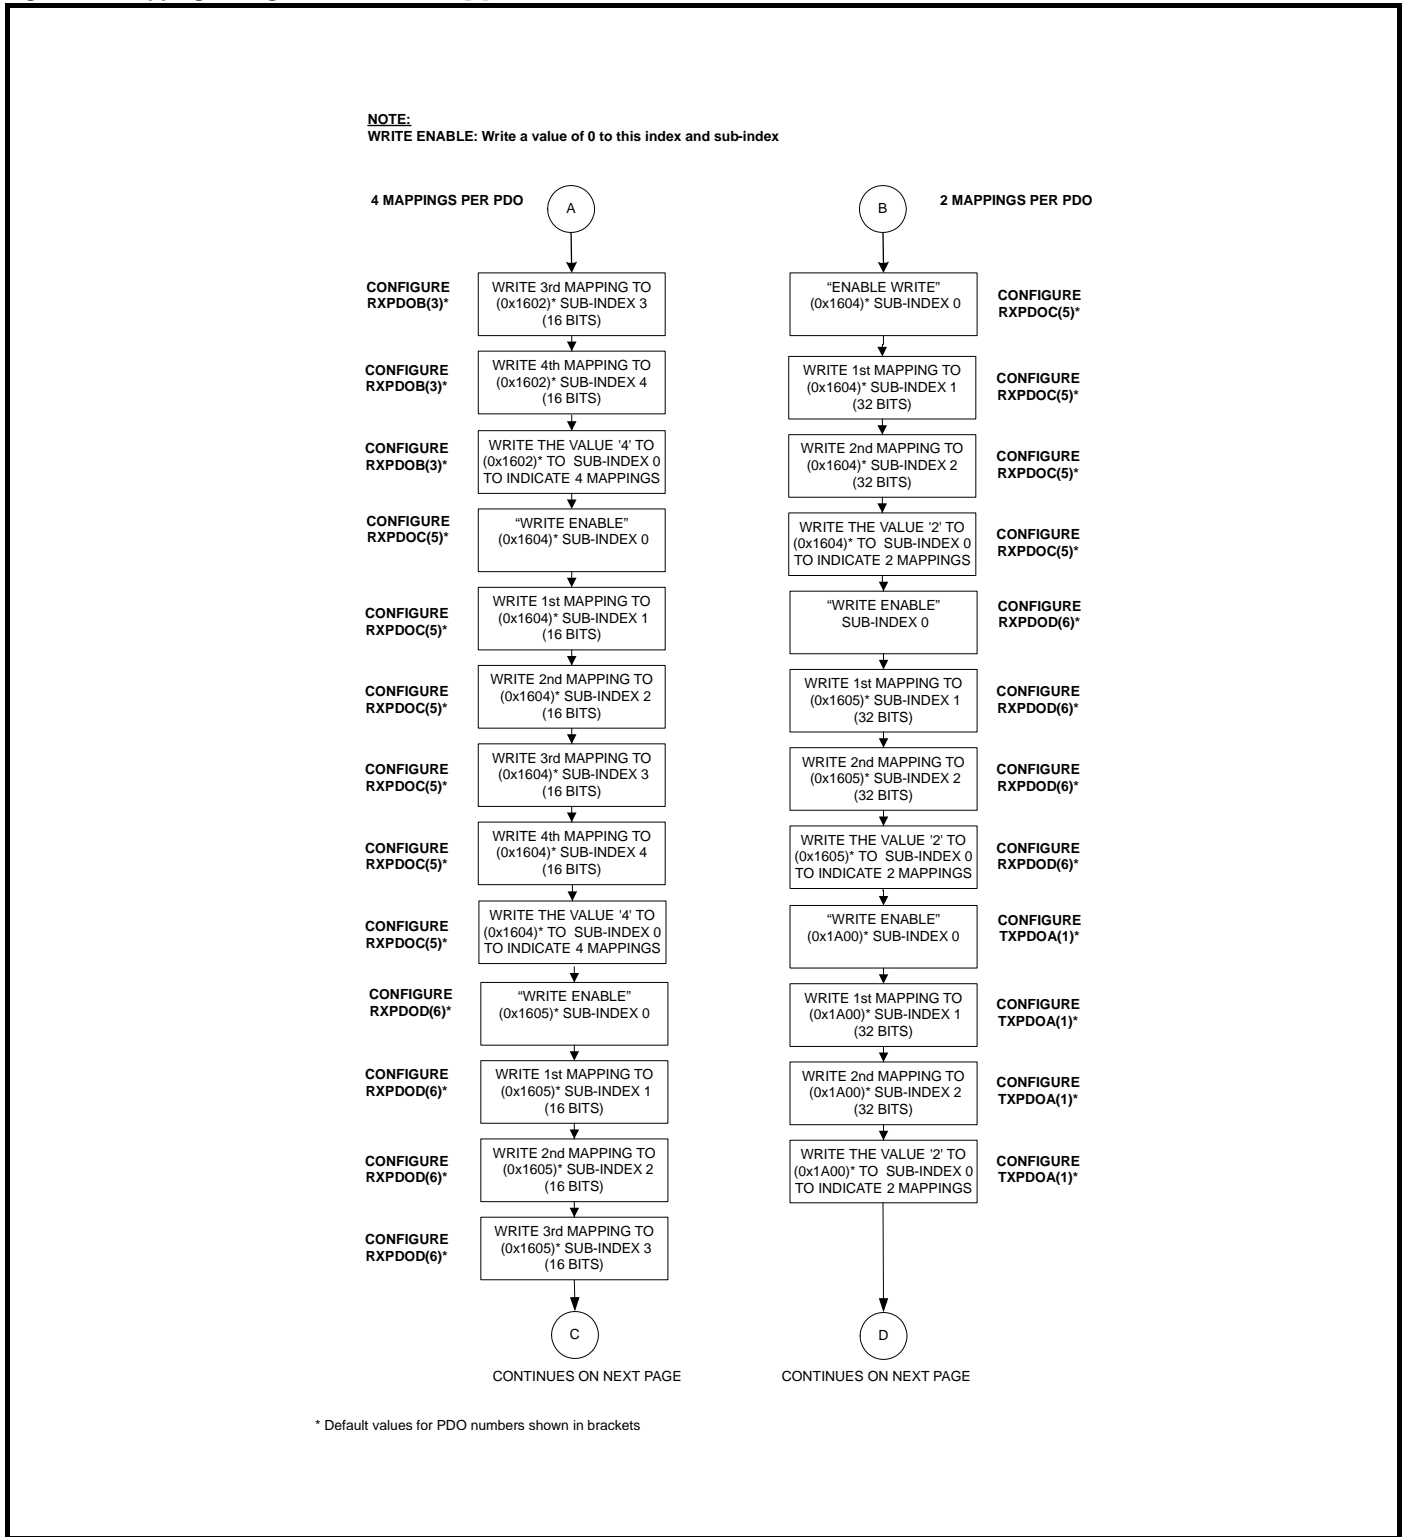 NOTE:
WRITE ENABLE: Write a value of 0 to this index and sub-index
4 MAPPINGS PER PDO
A
CONFIGURE
RXPDOB(3)*
WRITE 3rd MAPPING TO
(0x1602)* SUB-INDEX 3
(16 BITS)
CONFIGURE
RXPDOB(3)*
WRITE 4th MAPPING TO
(0x1602)* SUB-INDEX 4
(16 BITS)
CONFIGURE
RXPDOB(3)*
WRITE THE VALUE '4' TO
(0x1602)* TO SUB-INDEX 0
TO INDICATE 4 MAPPINGS
CONFIGURE
RXPDOC(5)*
“WRITE ENABLE”
(0x1604)* SUB-INDEX 0
CONFIGURE
RXPDOC(5)*
WRITE 1st MAPPING TO
(0x1604)* SUB-INDEX 1
(16 BITS)
CONFIGURE
RXPDOC(5)*
WRITE 2nd MAPPING TO
(0x1604)* SUB-INDEX 2
(16 BITS)
CONFIGURE
RXPDOC(5)*
WRITE 3rd MAPPING TO
(0x1604)* SUB-INDEX 3
(16 BITS)
CONFIGURE
RXPDOC(5)*
WRITE 4th MAPPING TO
(0x1604)* SUB-INDEX 4
(16 BITS)
CONFIGURE
RXPDOC(5)*
WRITE THE VALUE '4' TO
(0x1604)* TO SUB-INDEX 0
TO INDICATE 4 MAPPINGS
CONFIGURE
RXPDOD(6)*
“WRITE ENABLE”
(0x1605)* SUB-INDEX 0
CONFIGURE
RXPDOD(6)*
WRITE 1st MAPPING TO
(0x1605)* SUB-INDEX 1
(16 BITS)
CONFIGURE
RXPDOD(6)*
WRITE 2nd MAPPING TO
(0x1605)* SUB-INDEX 2
(16 BITS)
CONFIGURE
RXPDOD(6)*
WRITE 3rd MAPPING TO
(0x1605)* SUB-INDEX 3
(16 BITS)
C
CONTINUES ON NEXT PAGE
B
2 MAPPINGS PER PDO
“ENABLE WRITE”
(0x1604)* SUB-INDEX 0
CONFIGURE
RXPDOC(5)*
WRITE 1st MAPPING TO
(0x1604)* SUB-INDEX 1
(32 BITS)
CONFIGURE
RXPDOC(5)*
WRITE 2nd MAPPING TO
(0x1604)* SUB-INDEX 2
(32 BITS)
CONFIGURE
RXPDOC(5)*
WRITE THE VALUE '2' TO
(0x1604)* TO SUB-INDEX 0
TO INDICATE 2 MAPPINGS
CONFIGURE
RXPDOC(5)*
“WRITE ENABLE”
SUB-INDEX 0
CONFIGURE
RXPDOD(6)*
WRITE 1st MAPPING TO
(0x1605)* SUB-INDEX 1
(32 BITS)
CONFIGURE
RXPDOD(6)*
WRITE 2nd MAPPING TO
(0x1605)* SUB-INDEX 2
(32 BITS)
CONFIGURE
RXPDOD(6)*
WRITE THE VALUE '2' TO
(0x1605)* TO SUB-INDEX 0
TO INDICATE 2 MAPPINGS
CONFIGURE
RXPDOD(6)*
“WRITE ENABLE”
(0x1A00)* SUB-INDEX 0
CONFIGURE
TXPDOA(1)*
WRITE 1st MAPPING TO
(0x1A00)* SUB-INDEX 1
(32 BITS)
CONFIGURE
TXPDOA(1)*
WRITE 2nd MAPPING TO
(0x1A00)* SUB-INDEX 2
(32 BITS)
CONFIGURE
TXPDOA(1)*
WRITE THE VALUE '2' TO
(0x1A00)* TO SUB-INDEX 0
TO INDICATE 2 MAPPINGS
CONFIGURE
TXPDOA(1)*
D
CONTINUES ON NEXT PAGE
* Default values for PDO numbers shown in brackets